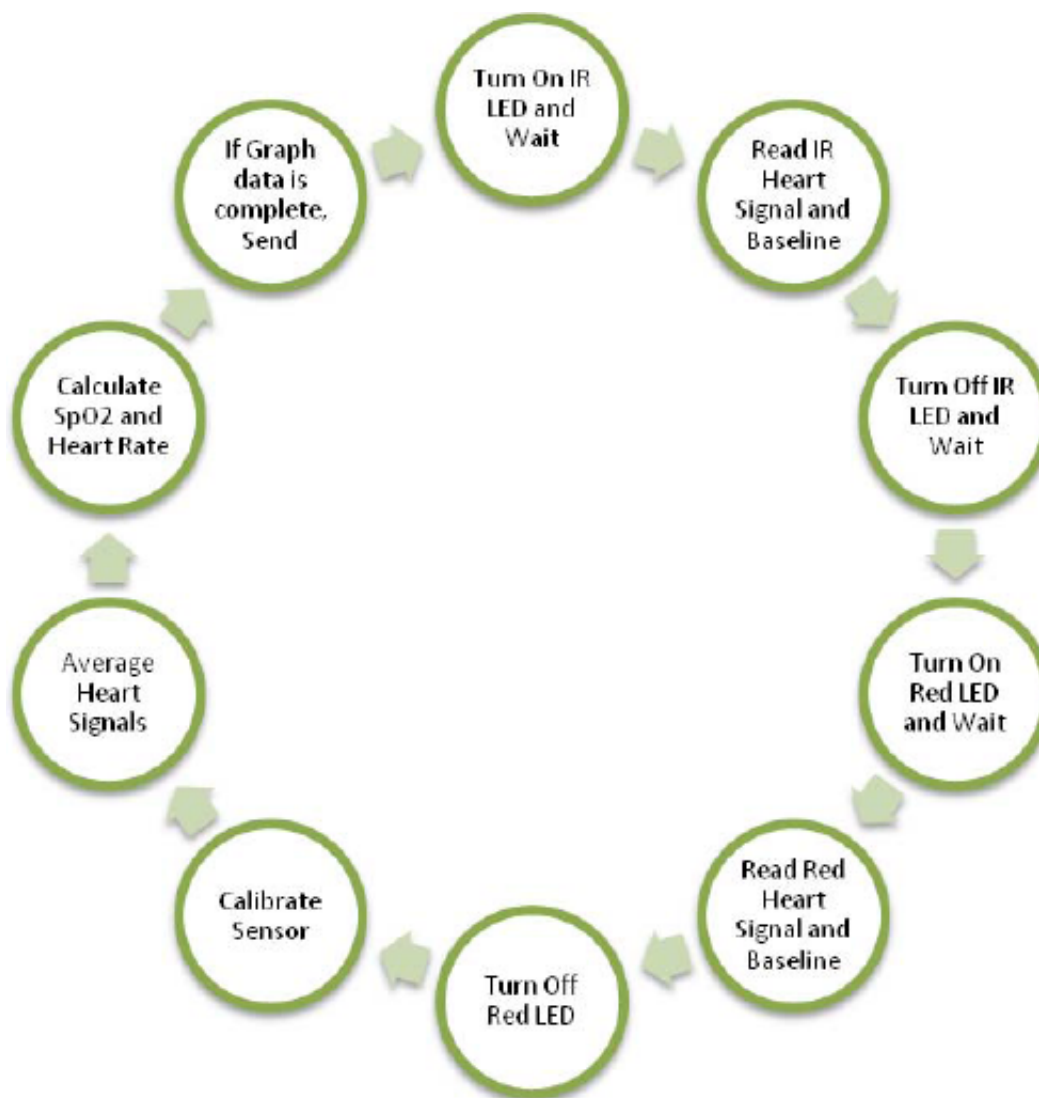 Turn On IR
LED and
Wait
Read IR
Heart
Signal and
Baseline
Turn Off IR
LED and
Wait
Turn On
Red LED
and Wait
Read Red
Heart
Signal and
Baseline
Turn Off
Red LED
Calibrate
Sensor
Average
Heart
Signals
Calculate
SpO2 and
Heart Rate
If Graph
data is
complete,
Send